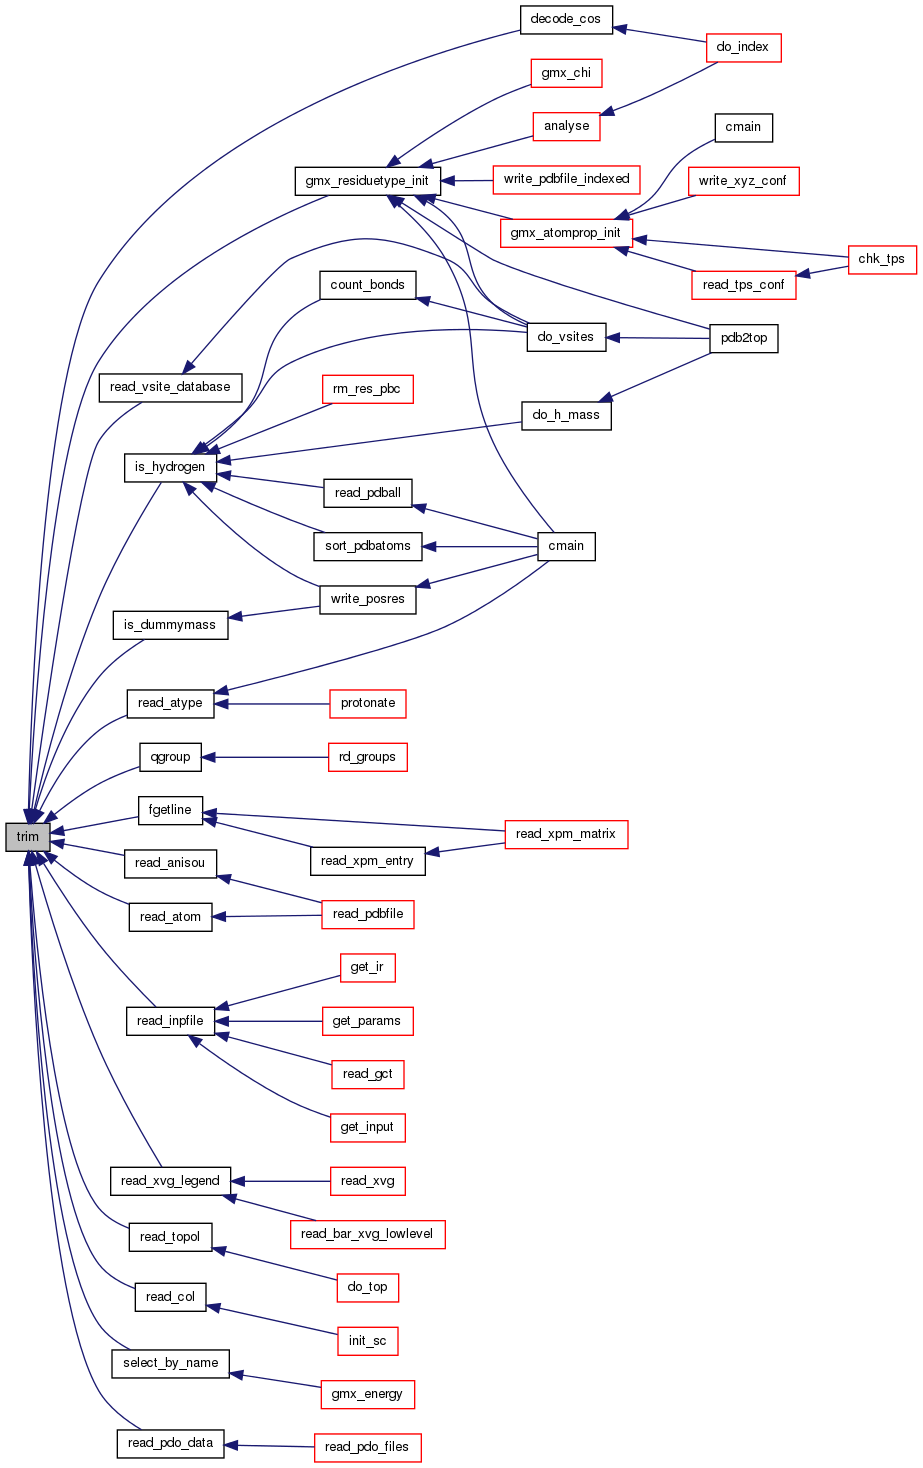 decode_cos
do_index
gmx_chi
analyse
cmain
gmx_residuetype_init
write_pdbfile_indexed
write_xyz_conf
gmx_atomprop_init
chk_tps
count_bonds
read_tps_conf
do_vsites
pdb2top
read_vsite_database
rm_res_pbc
do_h_mass
is_hydrogen
read_pdball
sort_pdbatoms
cmain
write_posres
is_dummymass
read_atype
protonate
qgroup
rd_groups
fgetline
read_xpm_matrix
trim
read_xpm_entry
read_anisou
read_atom
read_pdbfile
get_ir
read_inpfile
get_params
read_gct
get_input
read_xvg_legend
read_xvg
read_bar_xvg_lowlevel
read_topol
do_top
read_col
init_sc
select_by_name
gmx_energy
read_pdo_data
read_pdo_files